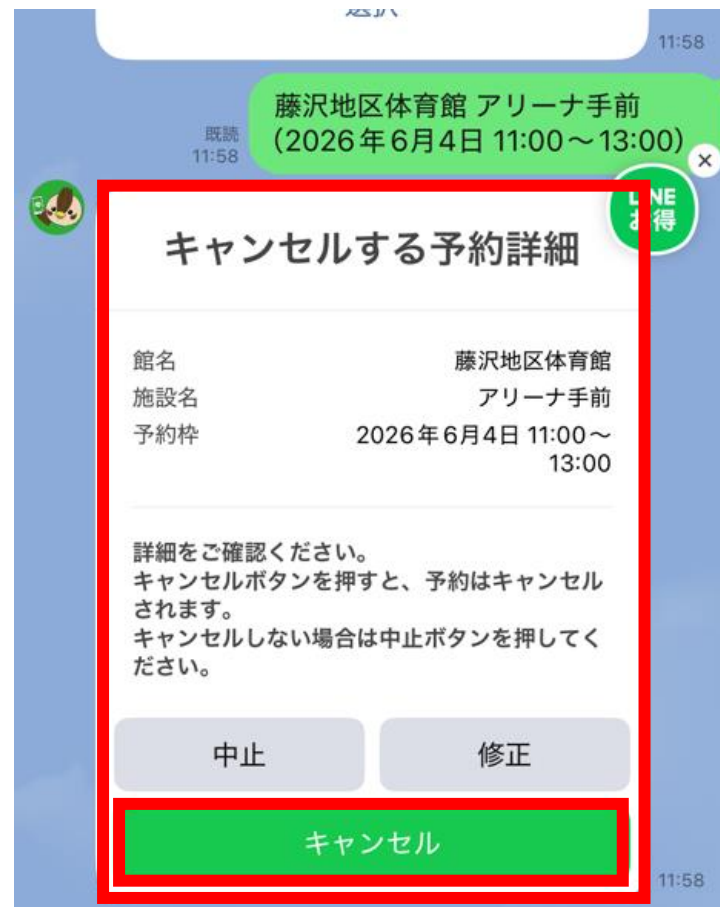 選択
11:58
藤沢地区体育館 アリーナ手前
(2026年6月4日 11:00～13:00)
既読
11:58
×
LINE
お得
キャンセルする予約詳細
館名 藤沢地区体育館
施設名 アリーナ手前
予約枠 2026年6月4日 11:00～
13:00
詳細をご確認ください。
キャンセルボタンを押すと、予約はキャンセル
されます。
キャンセルしない場合は中止ボタンを押してく
ださい。
中止 修正
キャンセル
11:58